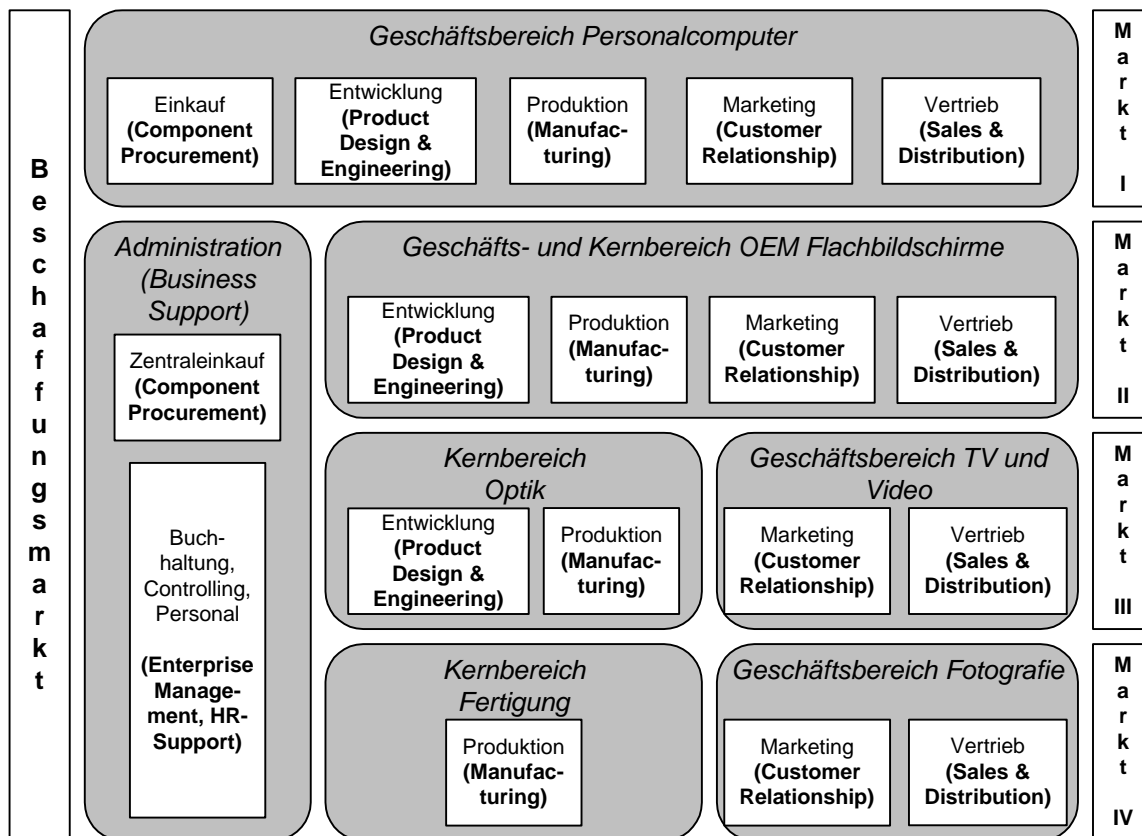 Beschaffungsmarkt
Geschäftsbereich Personalcomputer
Einkauf
(Component
Procurement)
Entwicklung
(Product
Design &
Engineering)
Produktion
(Manufac-
turing)
Marketing
(Customer
Relationship)
Vertrieb
(Sales &
Distribution)
Markt I
Administration
(Business
Support)
Zentraleinkauf
(Component
Procurement)
Buch-
haltung,
Controlling,
Personal
(Enterprise
Manage-
ment, HR-
Support)
Geschäfts- und Kernbereich OEM Flachbildschirme
Entwicklung
(Product
Design &
Engineering)
Produktion
(Manufac-
turing)
Marketing
(Customer
Relationship)
Vertrieb
(Sales &
Distribution)
Markt II
Kernbereich
Optik
Entwicklung
(Product
Design &
Engineering)
Produktion
(Manufac-
turing)
Geschäftsbereich TV und
Video
Marketing
(Customer
Relationship)
Vertrieb
(Sales &
Distribution)
Markt III
Kernbereich
Fertigung
Produktion
(Manufac-
turing)
Geschäftsbereich Fotografie
Marketing
(Customer
Relationship)
Vertrieb
(Sales &
Distribution)
Markt IV